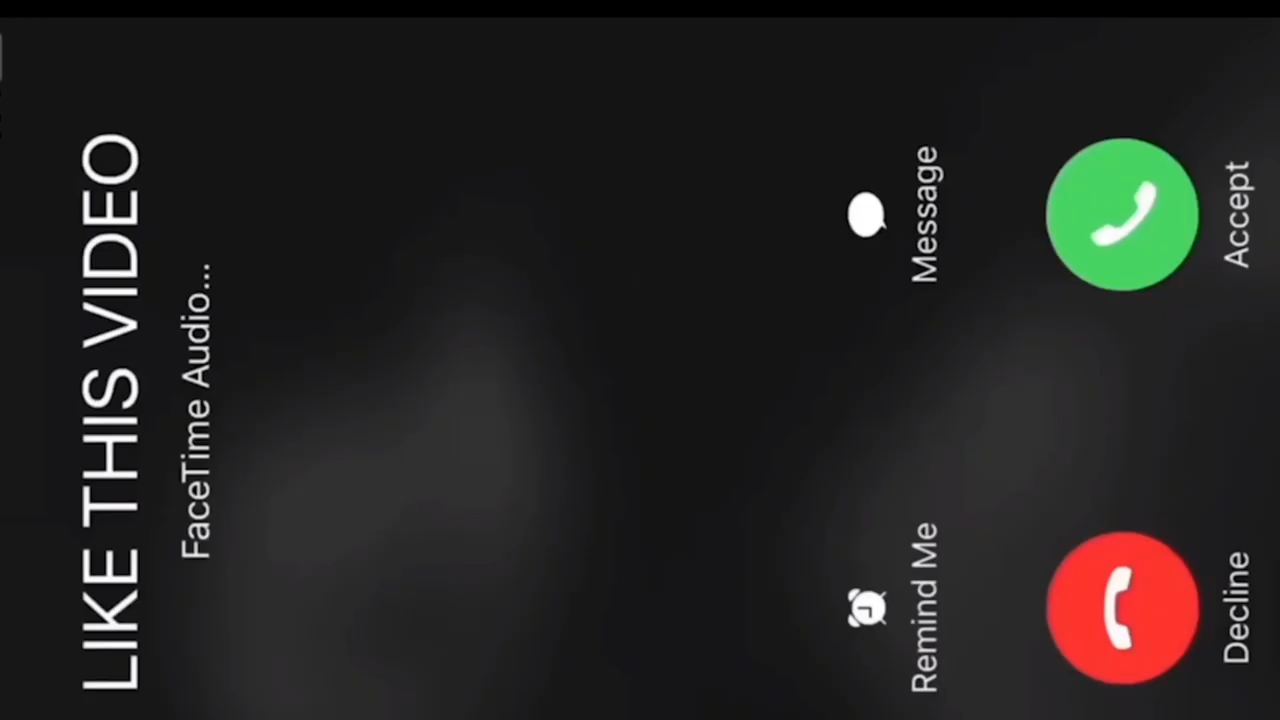 LIKE THIS VIDEO
FaceTime Audio...
Remind Me
Message
Decline
Accept